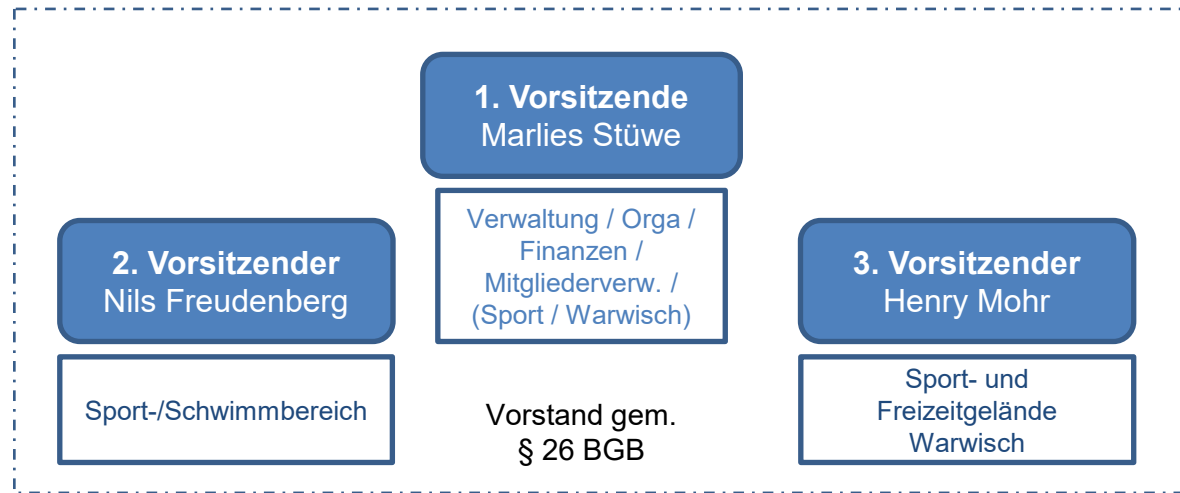 1. Vorsitzende
Marlies Stüwe
Verwaltung / Orga /
Finanzen /
Mitgliederverw. /
(Sport / Warwisch)
2. Vorsitzender
Nils Freudenberg
Sport-/Schwimmbereich
Vorstand gem.
§ 26 BGB
3. Vorsitzender
Henry Mohr
Sport- und
Freizeitgelände
Warwisch